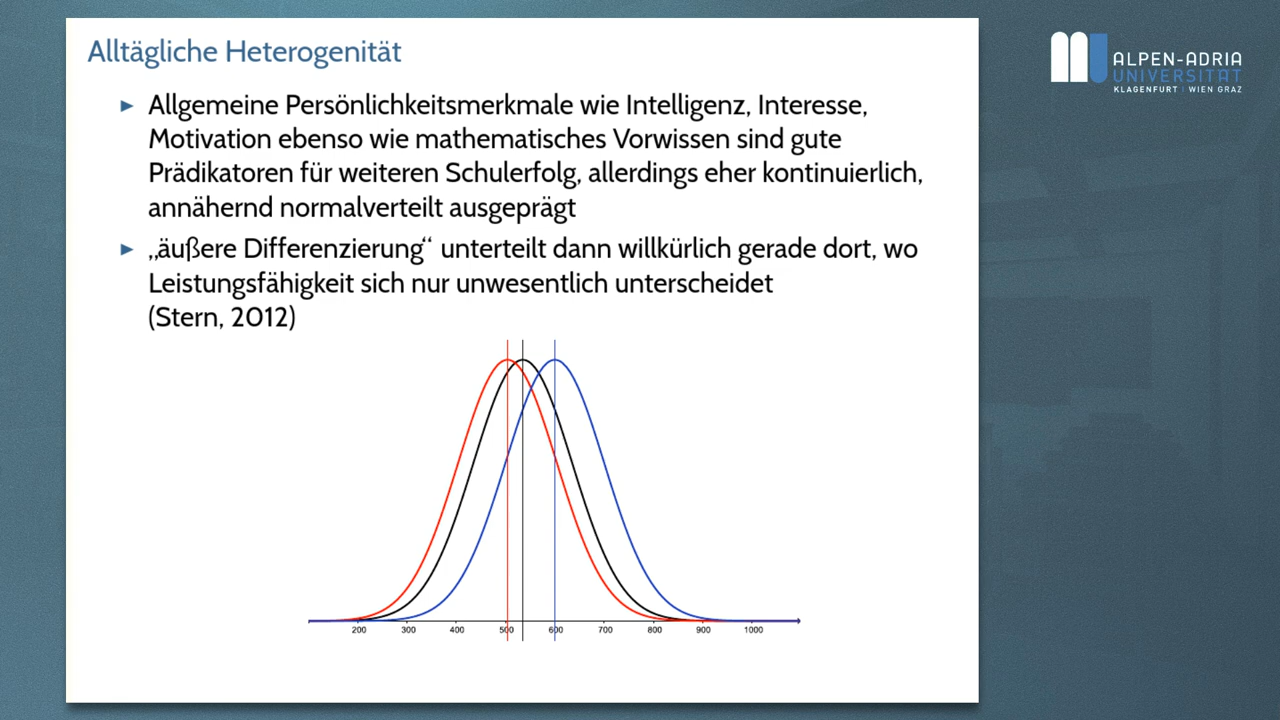 Alltägliche Heterogenität
► Allgemeine Persönlichkeitsmerkmale wie Intelligenz, Interesse,
Motivation ebenso wie mathematisches Vorwissen sind gute
Prädikatoren für weiteren Schulerfolg, allerdings eher kontinuierlich,
annähernd normalverteilt ausgeprägt
► „äußere Differenzierung“ unterteilt dann willkürlich gerade dort, wo
Leistungsfähigkeit sich nur unwesentlich unterscheidet
(Stern, 2012)
200 300 400 500 600 700 800 900 1000
ALPEN-ADRIA
UNIVERSITÄT
KLAGENFURT | WIEN GRAZ